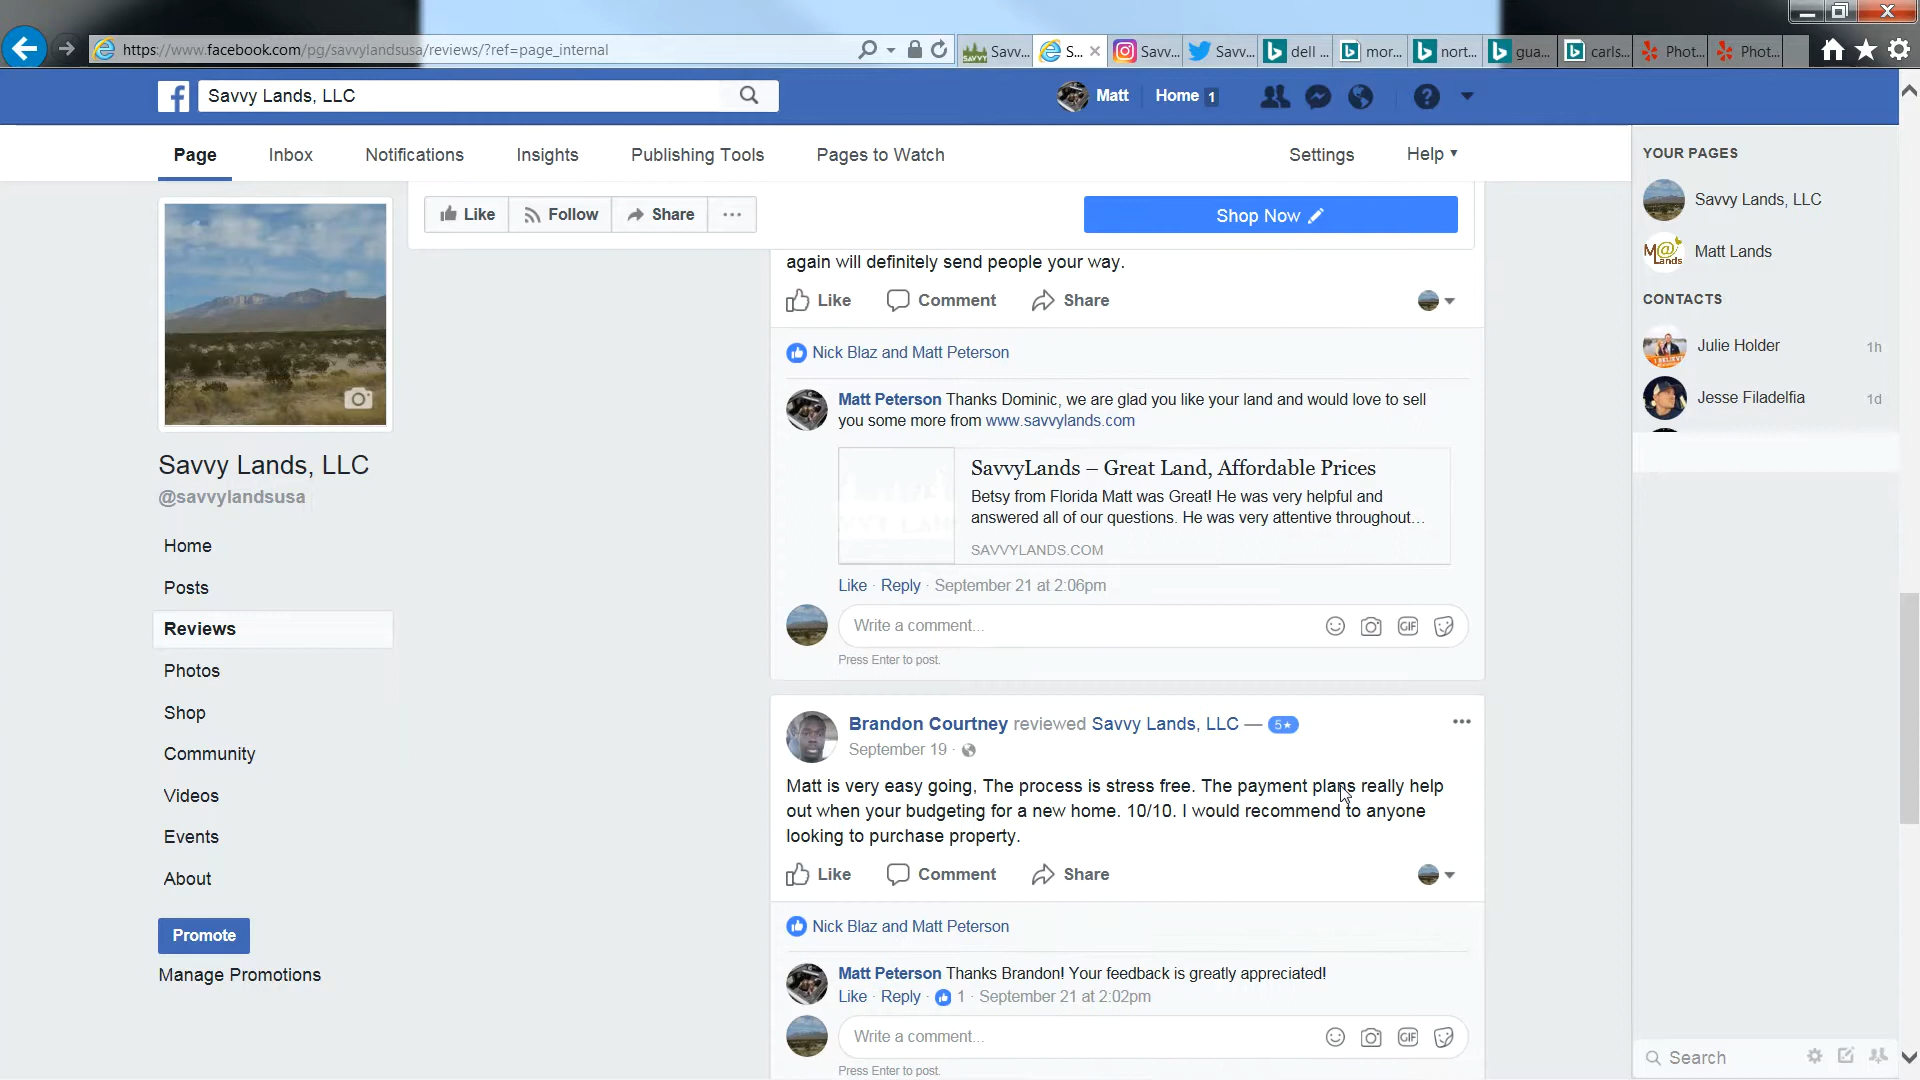 https://www.facebook.com/pg/savvylandsusa/reviews/?ref=page_internal
Savv...
S...
Savv...
Savv...
dell ...
mor...
nort...
gua...
carls...
Phot...
Phot...
Savvy Lands, LLC
Matt
Home 1
Page
Inbox
Notifications
Insights
Publishing Tools
Pages to Watch
Settings
Help
YOUR PAGES
Savvy Lands, LLC
Matt Lands
CONTACTS
Julie Holder 1h
Jesse Filadelfia 1d
Search
Savvy Lands, LLC
@savvylandsusa
Home
Posts
Reviews
Photos
Shop
Community
Videos
Events
About
Promote
Manage Promotions
Like
Follow
Share
Shop Now
again will definitely send people your way.
Like Comment Share
Nick Blaz and Matt Peterson
Matt Peterson Thanks Dominic, we are glad you like your land and would love to sell
you some more from www.savvylands.com
SavvyLands – Great Land, Affordable Prices
Betsy from Florida Matt was Great! He was very helpful and
answered all of our questions. He was very attentive throughout...
SAVVYLANDS.COM
Like · Reply · September 21 at 2:06pm
Write a comment...
GIF
Press Enter to post.
Brandon Courtney reviewed Savvy Lands, LLC — 5★
September 19 ·
Matt is very easy going, The process is stress free. The payment plans really help
out when your budgeting for a new home. 10/10. I would recommend to anyone
looking to purchase property.
Like Comment Share
Nick Blaz and Matt Peterson
Matt Peterson Thanks Brandon! Your feedback is greatly appreciated!
Like · Reply · 1 · September 21 at 2:02pm
Write a comment...
GIF
Press Enter to post.